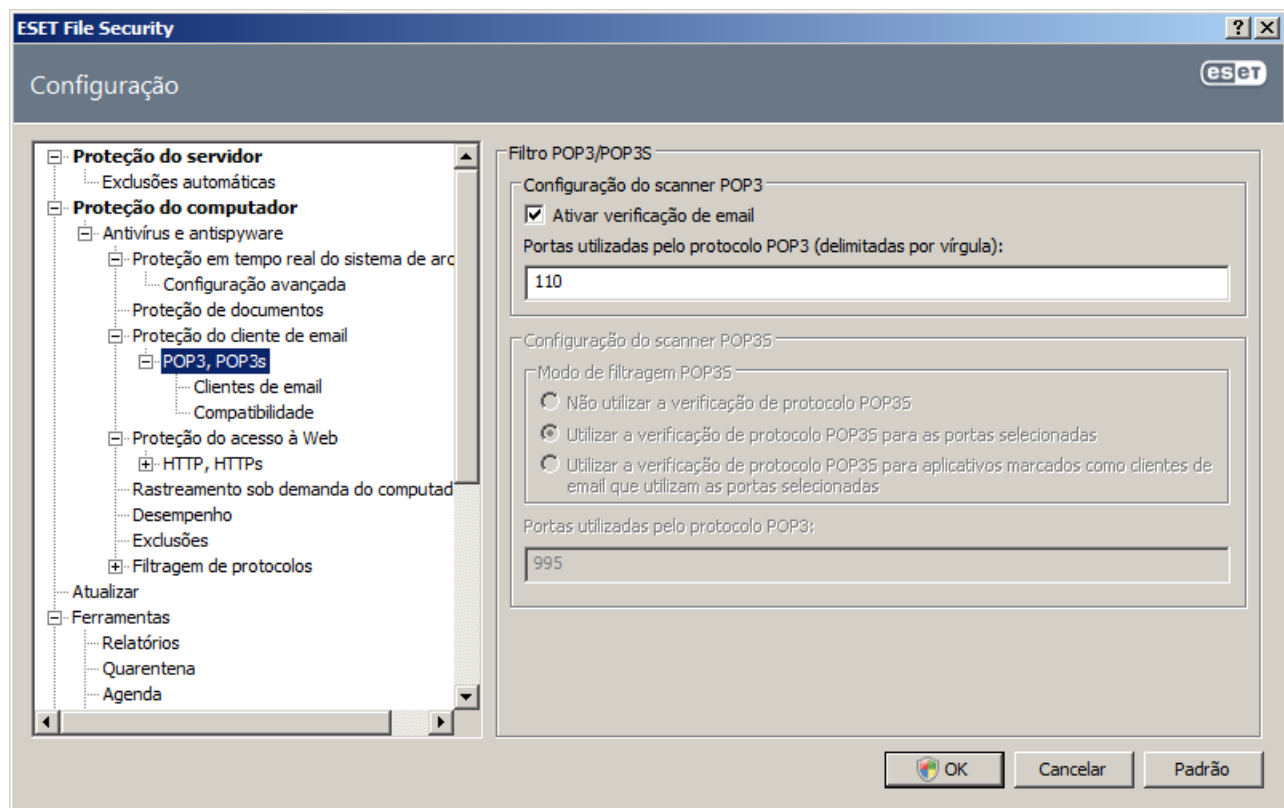 ESET File Security
Configuração
eset
Proteção do servidor
Exclusões automáticas
Proteção do computador
Antivírus e antispyware
Proteção em tempo real do sistema de arq
Configuração avançada
Proteção de documentos
Proteção do cliente de email
POP3, POP3s
Clientes de email
Compatibilidade
Proteção do acesso à Web
HTTP, HTTPs
Rastreamento sob demanda do computad
Desempenho
Exclusões
Filtragem de protocolos
Atualizar
Ferramentas
Relatórios
Quarentena
Agenda
Filtro POP3/POP3S
Configuração do scanner POP3
Ativar verificação de email
Portas utilizadas pelo protocolo POP3 (delimitadas por vírgula):
110
Configuração do scanner POP3S
Modo de filtragem POP3S
Não utilizar a verificação de protocolo POP3S
Utilizar a verificação de protocolo POP3S para as portas selecionadas
Utilizar a verificação de protocolo POP3S para aplicativos marcados como clientes de
email que utilizam as portas selecionadas
Portas utilizadas pelo protocolo POP3:
995
OK
Cancelar
Padrão